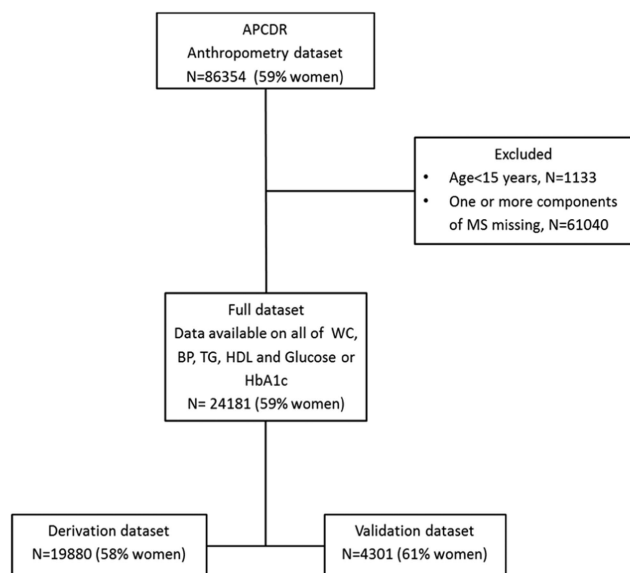 APCDR
Anthropometry dataset
N=86354 (59% women)
Excluded
• Age<15 years, N=1133
• One or more components
of MS missing, N=61040
Full dataset
Data available on all of WC,
BP, TG, HDL and Glucose or
HbA1c
N= 24181 (59% women)
Derivation dataset
N=19880 (58% women)
Validation dataset
N=4301 (61% women)